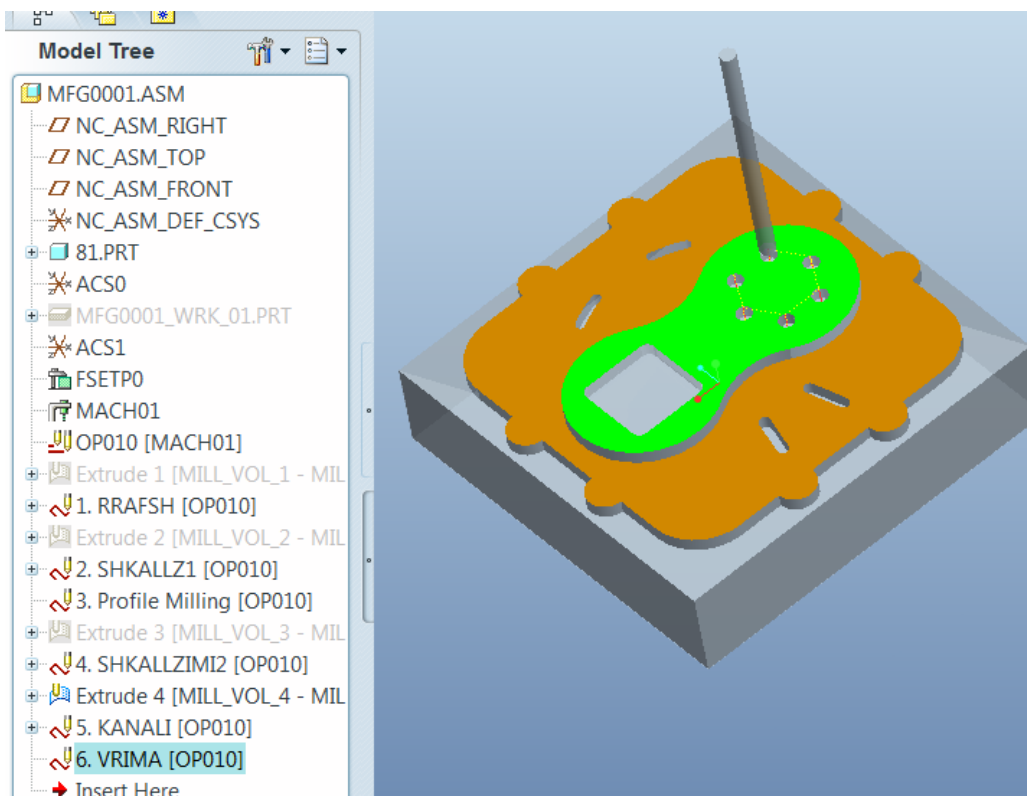 Model Tree
MFG0001.ASM
NC_ASM_RIGHT
NC_ASM_TOP
NC_ASM_FRONT
NC_ASM_DEF_CSYS
81.PRT
ACS0
MFG0001_WRK_01.PRT
ACS1
FSETP0
MACH01
OP010 [MACH01]
Extrude 1 [MILL_VOL_1 - MIL
1. RRAFSH [OP010]
Extrude 2 [MILL_VOL_2 - MIL
2. SHKALLZ1 [OP010]
3. Profile Milling [OP010]
Extrude 3 [MILL_VOL_3 - MIL
4. SHKALLZIMI2 [OP010]
Extrude 4 [MILL_VOL_4 - MIL
5. KANALI [OP010]
6. VRIMA [OP010]
Insert Here